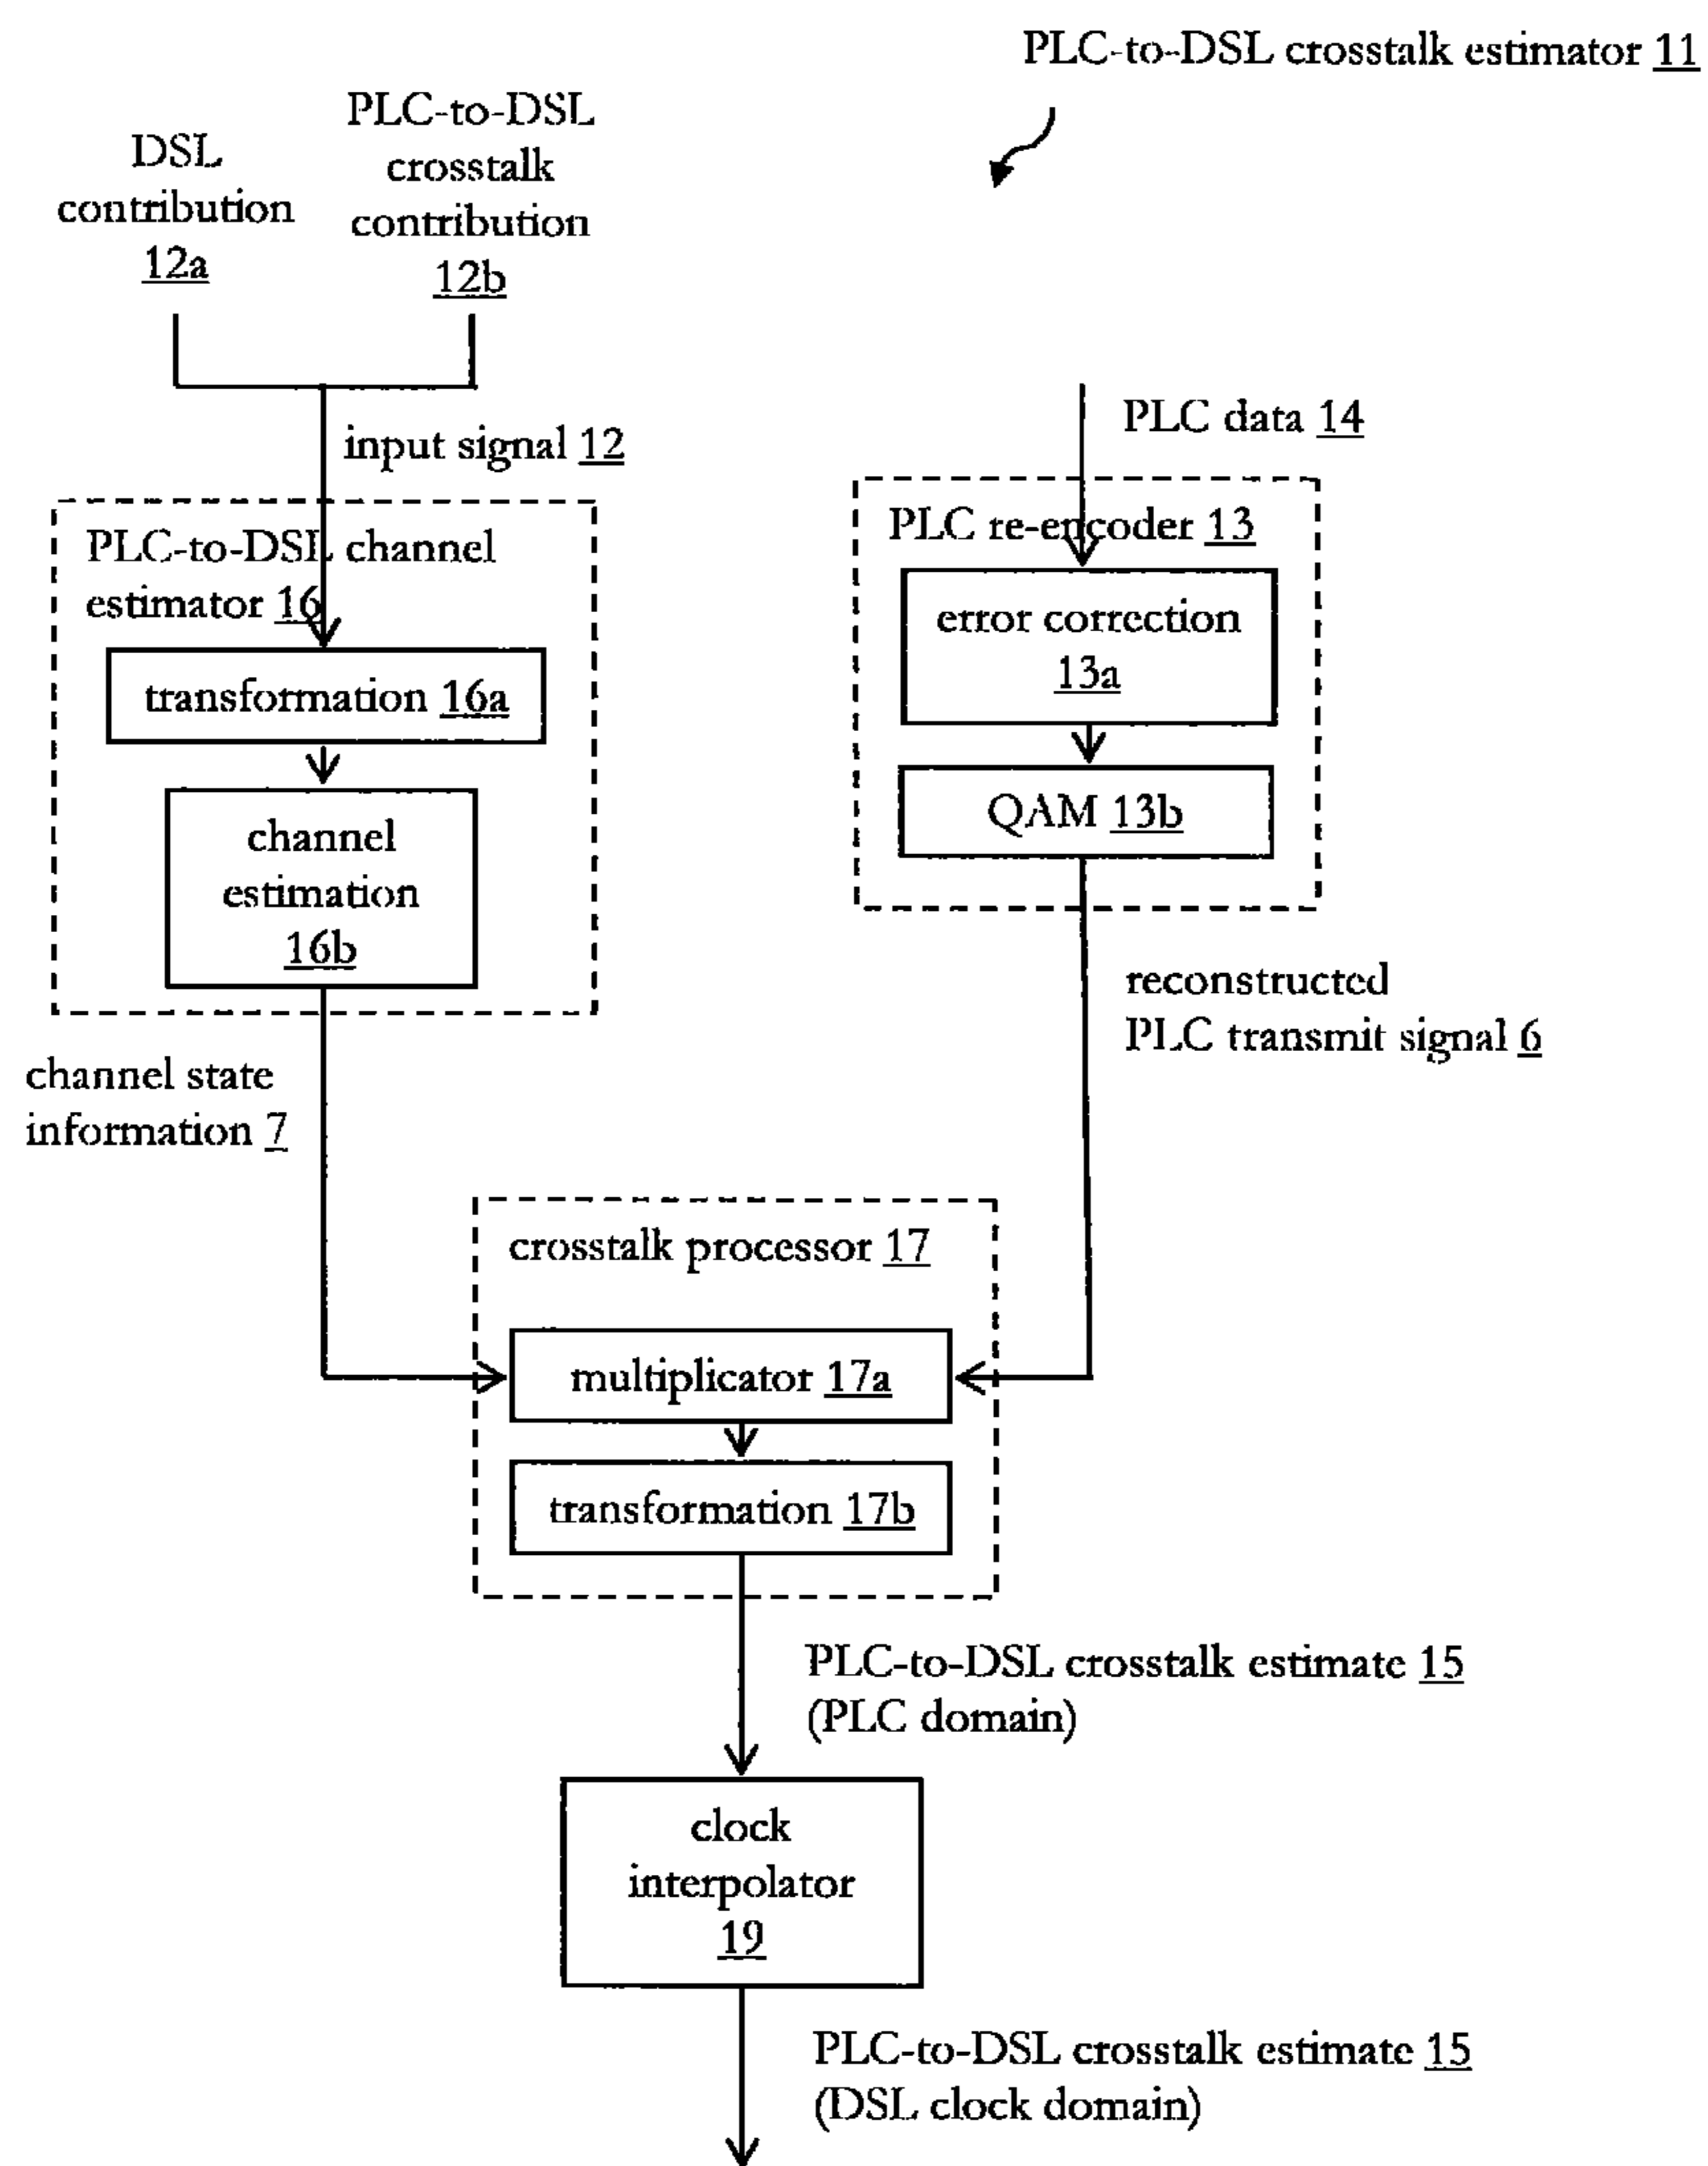 PLC-to-DSL crosstalk estimator 11
DSL
contribution
12a
PLC-to-DSL
crosstalk
contribution
12b
input signal 12
PLC data 14
PLC-to-DSL channel
estimator 16
transformation 16a
channel
estimation
16b
PLC re-encoder 13
error correction
13a
QAM 13b
channel state
information 7
reconstructed
PLC transmit signal 6
crosstalk processor 17
multiplicator 17a
transformation 17b
PLC-to-DSL crosstalk estimate 15
(PLC domain)
clock
interpolator
19
PLC-to-DSL crosstalk estimate 15
(DSL clock domain)